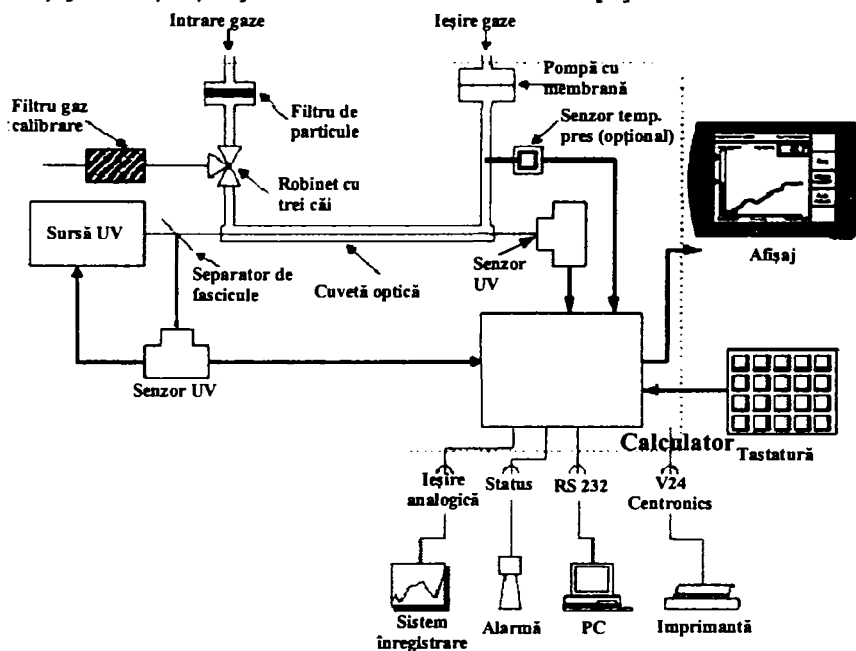 Intrare gaze
Ieşire gaze
Pompă cu
membrană
Filtru gaz
calibrare
Filtru de
particule
Senzor temp.
pres (opţional)
Robinet cu
trei căi
Sursă UV
Separator de
fascicule
Cuvetă optică
Senzor
UV
Afişaj
Senzor UV
Calculator
Tastatură
Ieşire
analogică
Status
RS 232
V24
Centronics
Sistem
înregistrare
Alarmă
PC
Imprimantă